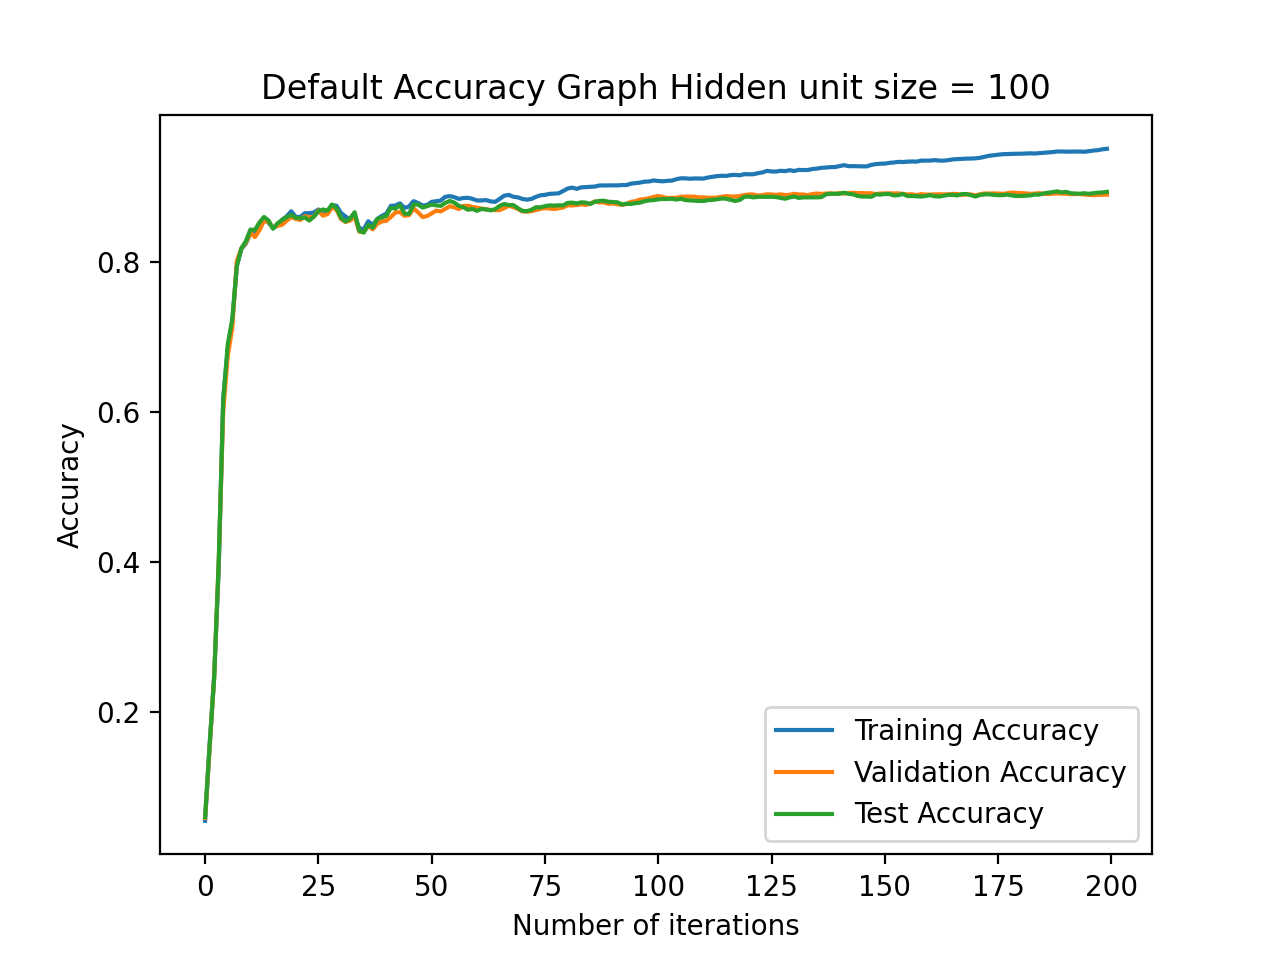 Default Accuracy Graph Hidden unit size = 100
Accuracy
0.8
0.6
0.4
0.2
Training Accuracy
Validation Accuracy
Test Accuracy
0 25 50 75 100 125 150 175 200
Number of iterations